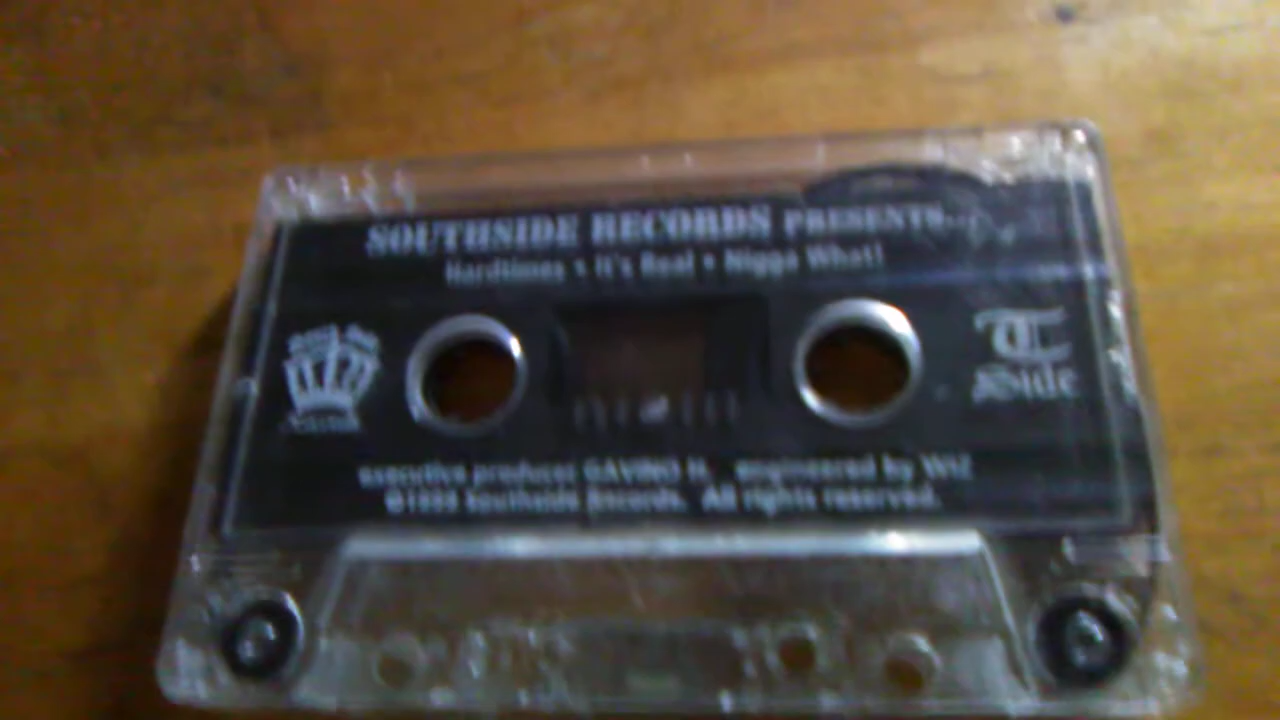 SOUTHSIDE RECORDS PRESENTS...
Hardtimes • It's Real • Nigga What!
T
Side
executive producer GAVINO H. engineered by
Southside Records. All rights reserved.